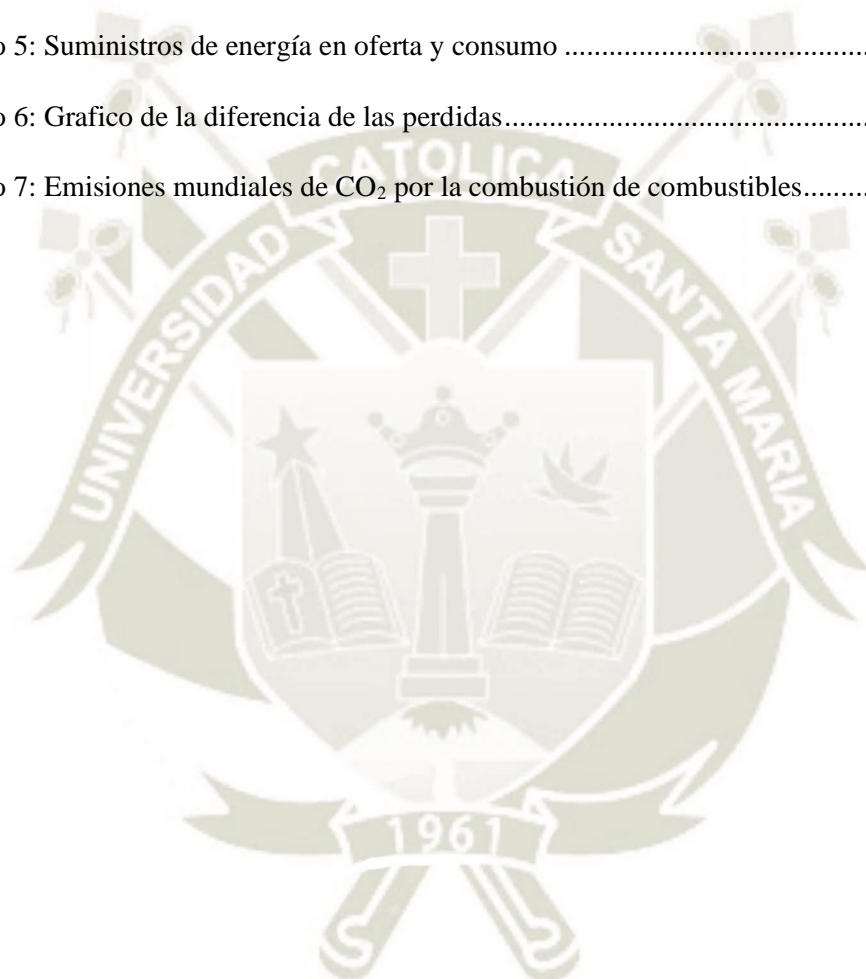 o 5: Suministros de energía en oferta y consumo ........................................
o 6: Grafico de la diferencia de las perdidas................................................
o 7: Emisiones mundiales de CO₂ por la combustión de combustibles.........
UNIVERSIDAD CATOLICA SANTA MARIA
1961